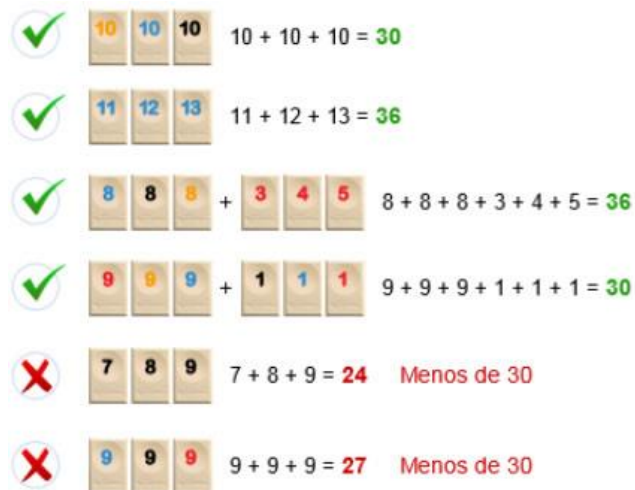 10 10 10 10 + 10 + 10 = 30
11 12 13 11 + 12 + 13 = 36
8 8 8 + 3 4 5 8 + 8 + 8 + 3 + 4 + 5 = 36
9 9 9 + 1 1 1 9 + 9 + 9 + 1 + 1 + 1 = 30
7 8 9 7 + 8 + 9 = 24 Menos de 30
9 9 9 9 + 9 + 9 = 27 Menos de 30